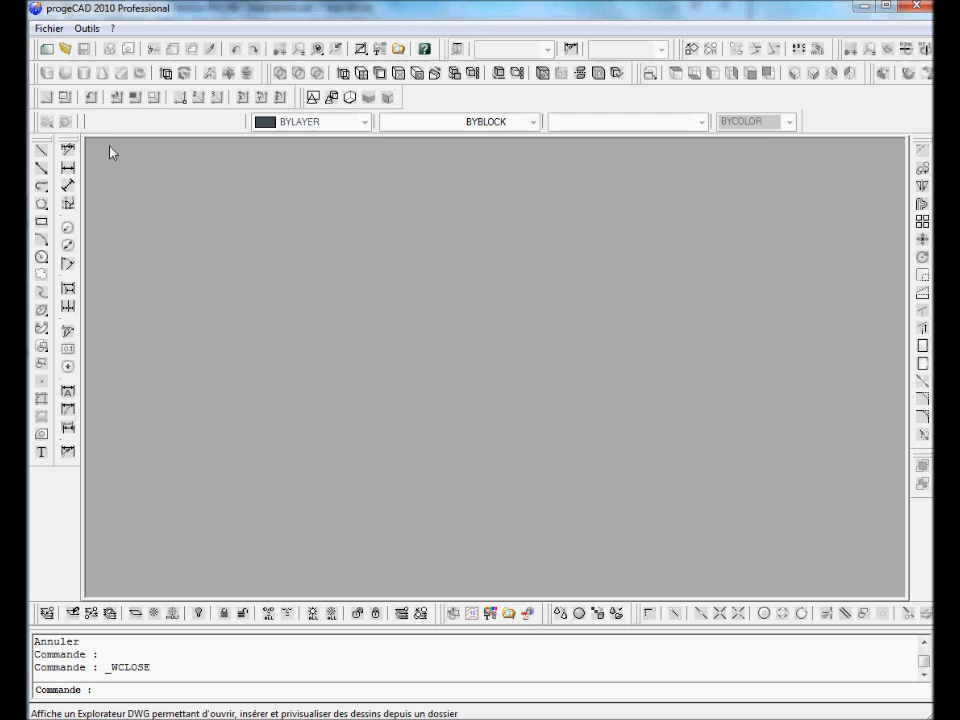 progeCAD 2010 Professional
Fichier Outils ?
BYLAYER BYBLOCK BYCOLOR
T
Annuler
Commande :
Commande : _WCLOSE
Commande :
Affiche un Explorateur DWG permettant d'ouvrir, insérer et privisualiser des dessins depuis un dossier